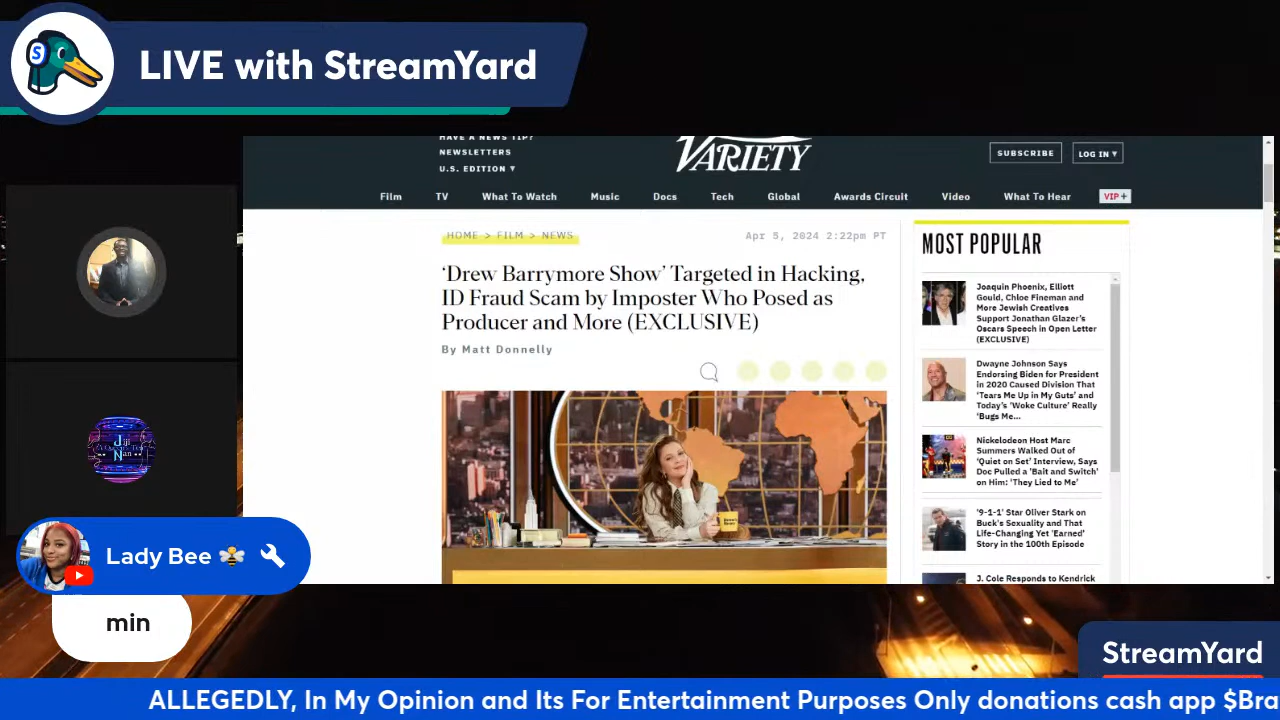 LIVE with StreamYard
HAVE A NEWS TIP?
NEWSLETTERS
U.S. EDITION ▾
VARIETY
SUBSCRIBE
LOG IN ▾
Film TV What To Watch Music Docs Tech Global Awards Circuit Video What To Hear VIP+
HOME > FILM > NEWS
Apr 5, 2024 2:22pm PT
‘Drew Barrymore Show’ Targeted in Hacking,
ID Fraud Scam by Imposter Who Posed as
Producer and More (EXCLUSIVE)
By Matt Donnelly
MOST POPULAR
Joaquin Phoenix, Elliott
Gould, Chloe Fineman and
More Jewish Creatives
Support Jonathan Glazer’s
Oscars Speech in Open Letter
(EXCLUSIVE)
Dwayne Johnson Says
Endorsing Biden for President
in 2020 Caused Division That
‘Tears Me Up in My Guts’ and
Today’s ‘Woke Culture’ Really
‘Bugs Me…
Nickelodeon Host Marc
Summers Walked Out of
‘Quiet on Set’ Interview, Says
Doc Pulled a ‘Bait and Switch’
on Him: ‘They Lied to Me’
‘9-1-1’ Star Oliver Stark on
Buck’s Sexuality and That
Life-Changing Yet ‘Earned’
Story in the 100th Episode
J. Cole Responds to Kendrick
Lady Bee 🐝
min
StreamYard
ALLEGEDLY, In My Opinion and Its For Entertainment Purposes Only donations cash app $Bra